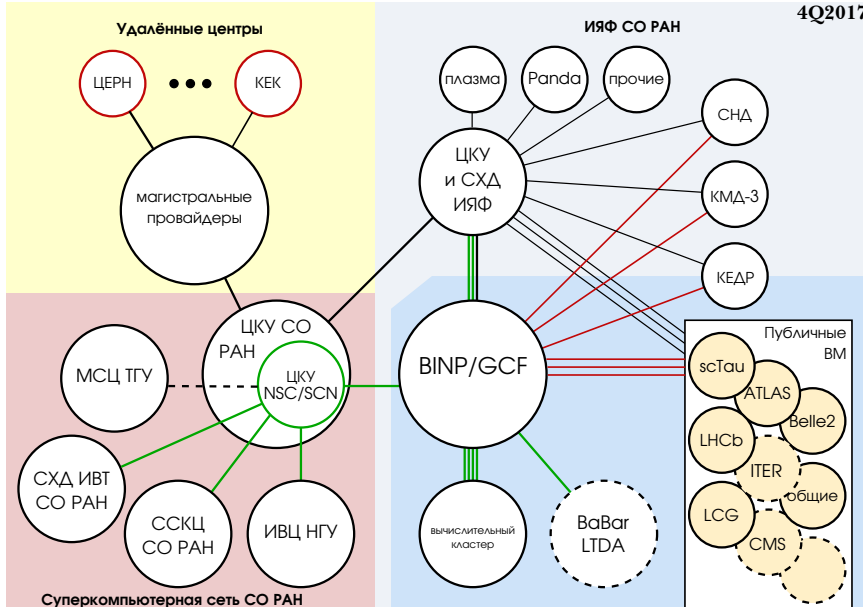 4Q2017
Удалённые центры
ИЯФ СО РАН
ЦЕРН
КЕК
плазма
Panda
прочие
СНД
ЦКУ
и СХД
ИЯФ
КМД-3
магистральные
провайдеры
КЕДР
ЦКУ СО
РАН
ЦКУ
NSC/SCN
МСЦ ТГУ
BINP/GCF
Публичные
ВМ
scTau
ATLAS
Belle2
LHCb
ITER
общие
LCG
CMS
СХД ИВТ
СО РАН
ССКЦ
СО РАН
ИВЦ НГУ
вычислительный
кластер
BaBar
LTDA
Суперкомпьютерная сеть СО РАН